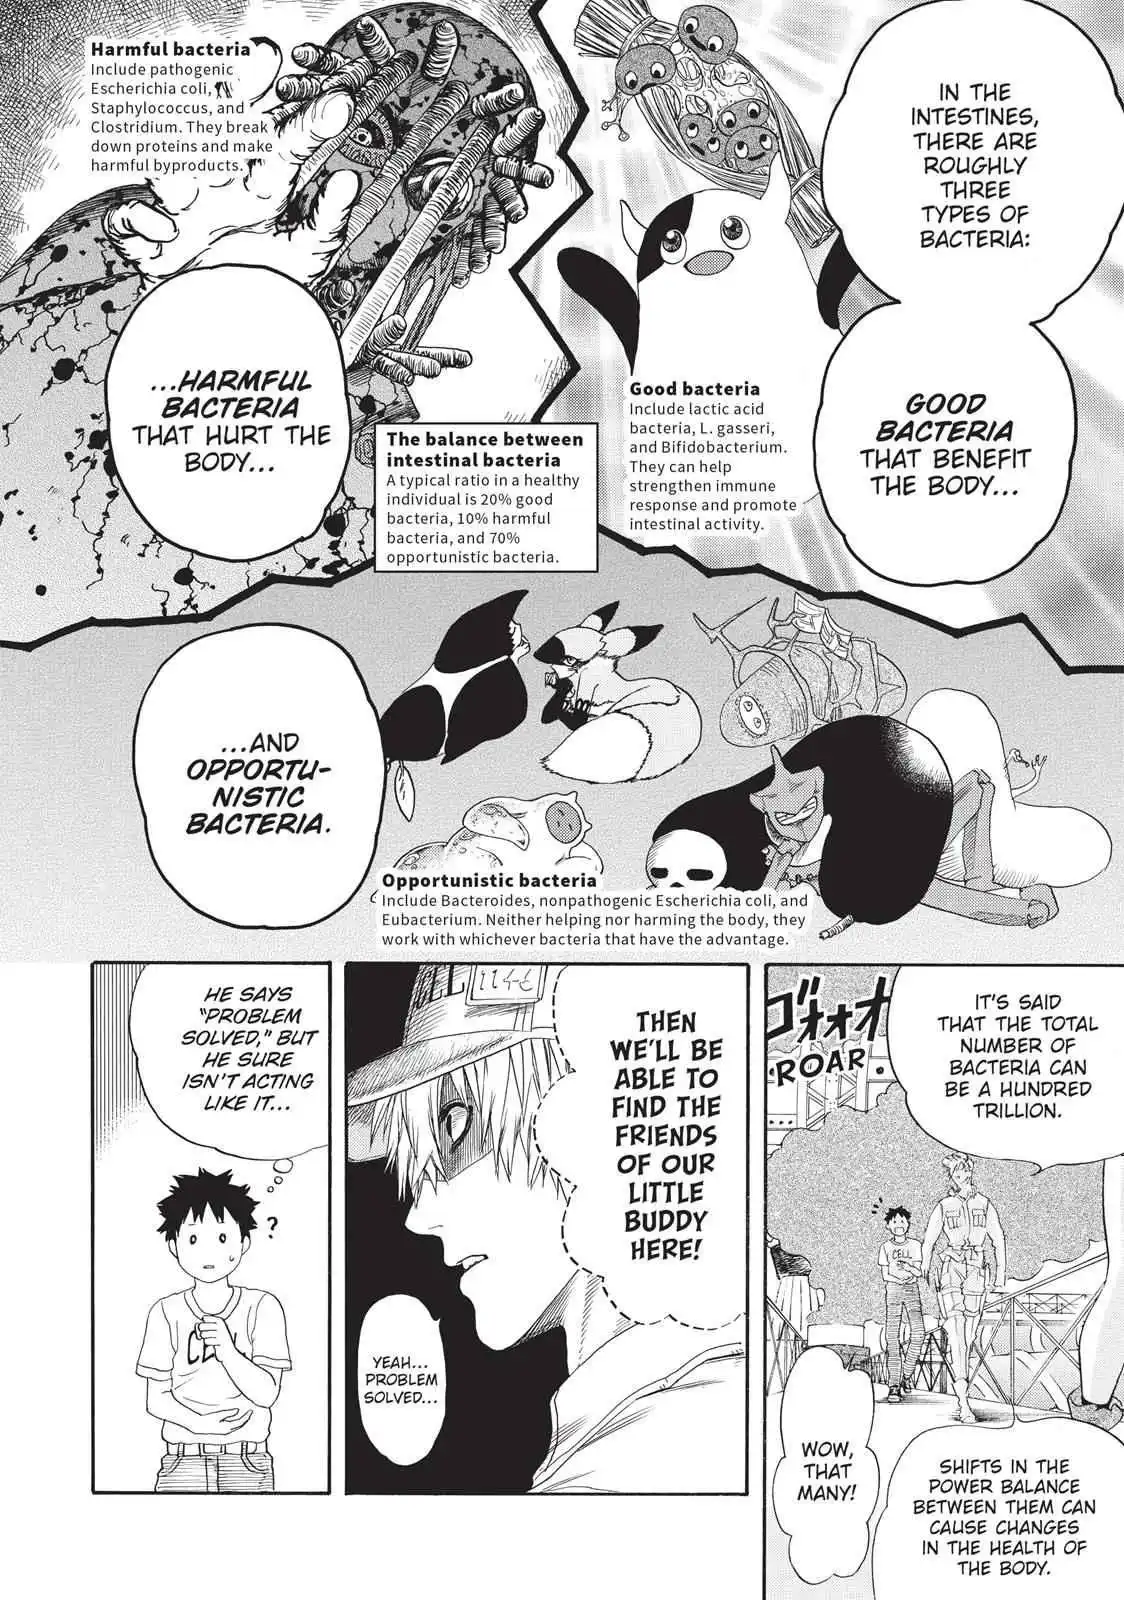 IN THE
INTESTINES,
THERE ARE
ROUGHLY
THREE
TYPES OF
BACTERIA:
GOOD
BACTERIA
THAT BENEFIT
THE BODY...
Good bacteria
Include lactic acid
bacteria, L. gasseri,
and Bifidobacterium.
They can help
strengthen immune
response and promote
intestinal activity.
Harmful bacteria
Include pathogenic
Escherichia coli,
Staphylococcus, and
Clostridium. They break
down proteins and make
harmful byproducts.
...HARMFUL
BACTERIA
THAT HURT THE
BODY...
The balance between
intestinal bacteria
A typical ratio in a healthy
individual is 20% good
bacteria, 10% harmful
bacteria, and 70%
opportunistic bacteria.
...AND
OPPORTU-
NISTIC
BACTERIA.
Opportunistic bacteria
Include Bacteroides, nonpathogenic Escherichia coli, and
Eubacterium. Neither helping nor harming the body, they
work with whichever bacteria that have the advantage.
IT'S SAID
THAT THE TOTAL
NUMBER OF
BACTERIA CAN
BE A HUNDRED
TRILLION.
ゴォォオ
ROAR
CELL
WOW,
THAT
MANY!
SHIFTS IN THE
POWER BALANCE
BETWEEN THEM CAN
CAUSE CHANGES
IN THE HEALTH OF
THE BODY.
THEN
WE'LL BE
ABLE TO
FIND THE
FRIENDS
OF OUR
LITTLE
BUDDY
HERE!
CELL
YEAH...
PROBLEM
SOLVED...
HE SAYS
"PROBLEM
SOLVED," BUT
HE SURE
ISN'T ACTING
LIKE IT...
?
CELL